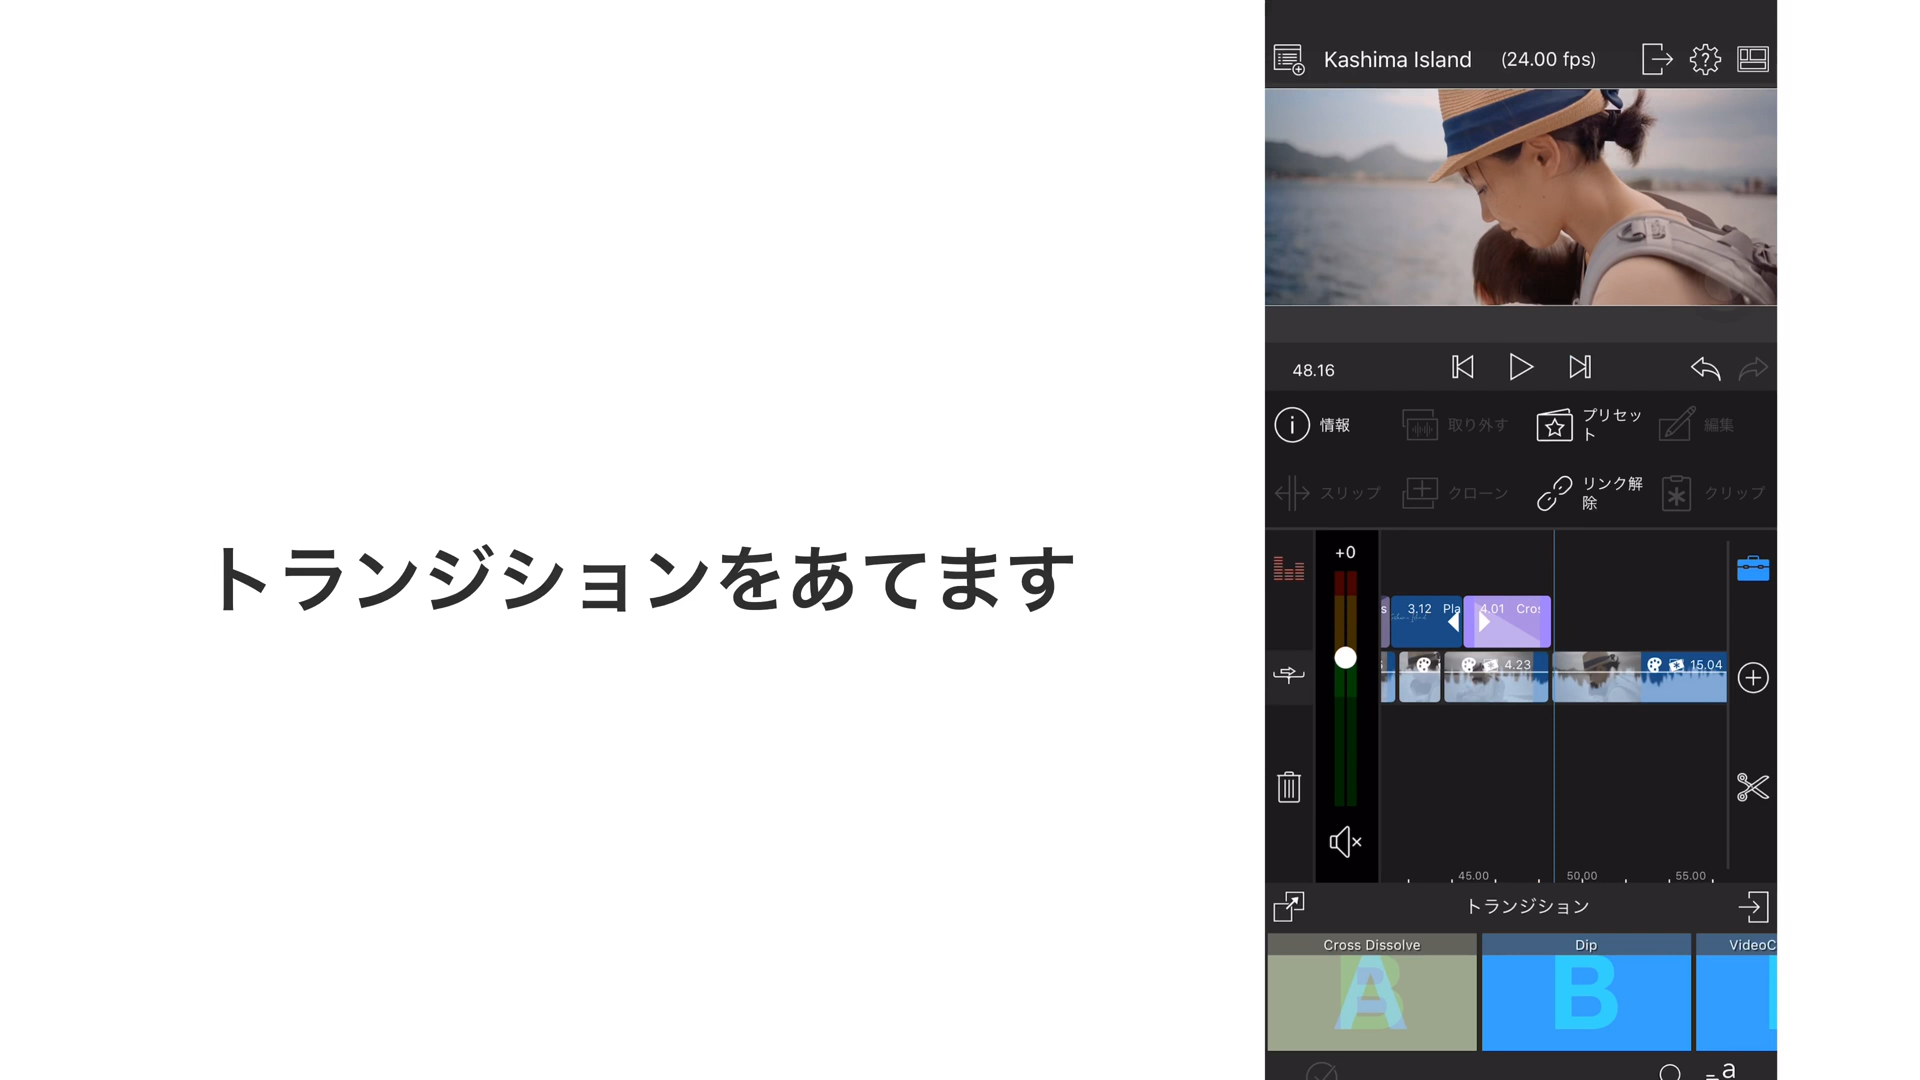 トランジションをあてます
Kashima Island (24.00 fps)
48.16
情報
取り外す
プリセッ
ト
編集
スリップ
クローン
リンク解
除
クリップ
+0
s
3.12 Pla
4.01 Cros
4.23
15.04
45.00
50.00
55.00
トランジション
Cross Dissolve
Dip
VideoC
A
B
B
a